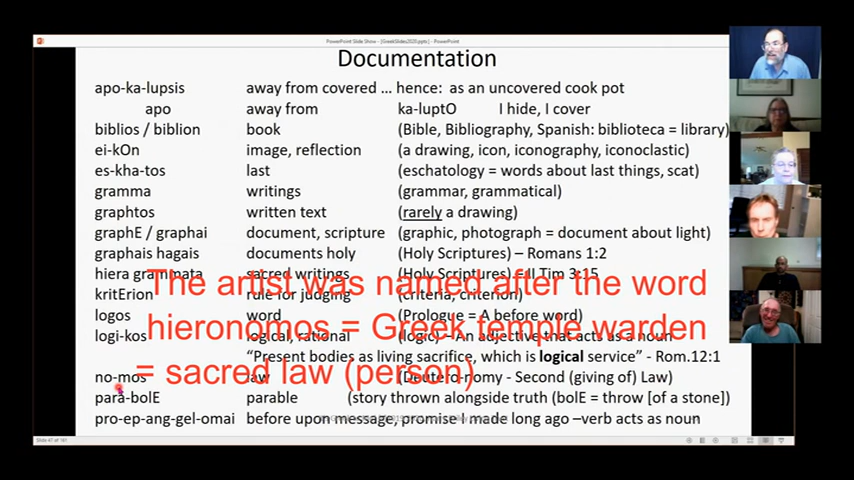 PowerPoint Slide Show - [GreekSlides2020.pptx] - PowerPoint
Documentation
apo-ka-lupsis away from covered ... hence: as an uncovered cook pot
apo away from ka-luptO I hide, I cover
biblios / biblion book (Bible, Bibliography, Spanish: biblioteca = library)
ei-kOn image, reflection (a drawing, icon, iconography, iconoclastic)
es-kha-tos last (eschatology = words about last things, scat)
gramma writings (grammar, grammatical)
graphtos written text (rarely a drawing)
graphE / graphai document, scripture (graphic, photograph = document about light)
graphais hagais documents holy (Holy Scriptures) – Romans 1:2
hiera grammata sacred writings (Holy Scriptures) – II Tim 3:15
The artist was named after the word
kritErion rule for judging (criteria, criterion)
logos word (Prologue = A before word)
hieronomos = Greek temple warden
logi-kos logical, rational (logic) – An adjective that acts as a noun
"Present bodies as living sacrifice, which is logical service" - Rom.12:1
= sacred law (person)
no-mos law (Deutero-nomy - Second (giving of) Law)
para-bolE parable (story thrown alongside truth (bolE = throw [of a stone])
pro-ep-ang-gel-omai before upon message, promise I made long ago –verb acts as noun
Slide 47 of 161